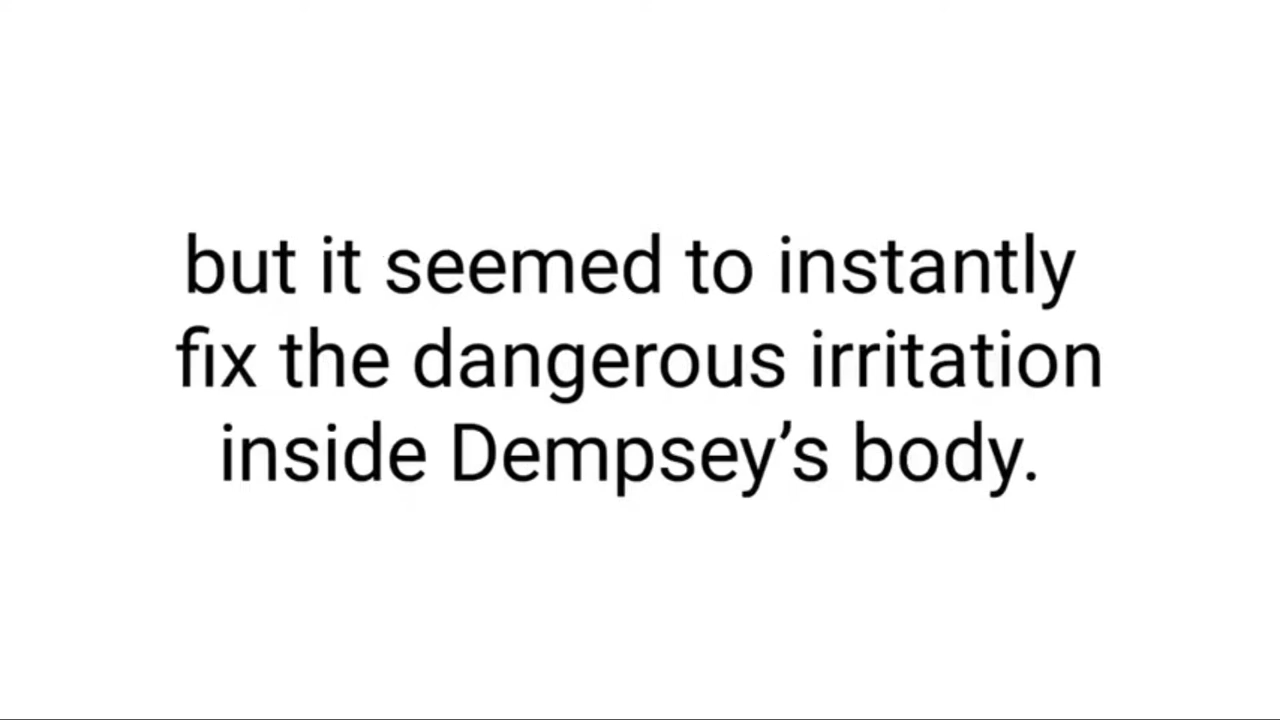 but it seemed to instantly
fix the dangerous irritation
inside Dempsey’s body.